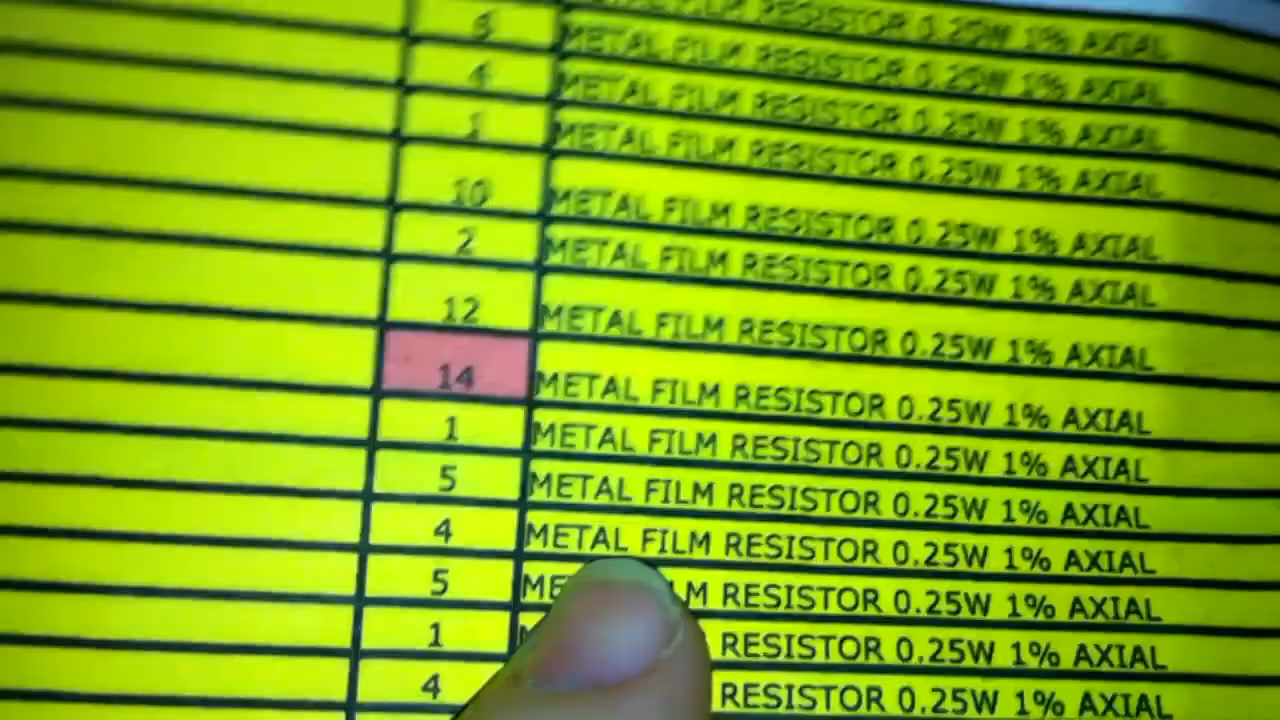 6 METAL FILM RESISTOR 0.25W 1% AXIAL
4 METAL FILM RESISTOR 0.25W 1% AXIAL
1 METAL FILM RESISTOR 0.25W 1% AXIAL
10 METAL FILM RESISTOR 0.25W 1% AXIAL
2 METAL FILM RESISTOR 0.25W 1% AXIAL
12 METAL FILM RESISTOR 0.25W 1% AXIAL
14 METAL FILM RESISTOR 0.25W 1% AXIAL
1 METAL FILM RESISTOR 0.25W 1% AXIAL
5 METAL FILM RESISTOR 0.25W 1% AXIAL
4 METAL FILM RESISTOR 0.25W 1% AXIAL
5 RESISTOR 0.25W 1% AXIAL
1 RESISTOR 0.25W 1% AXIAL
4 RESISTOR 0.25W 1% AXIAL